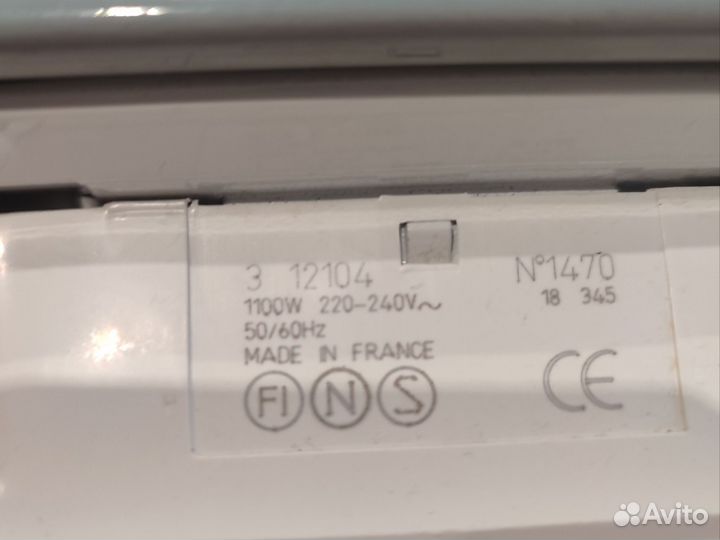 3 12104 N°1470
1100W 220-240V~ 18 345
50/60Hz
MADE IN FRANCE
FI N S CE
Avito